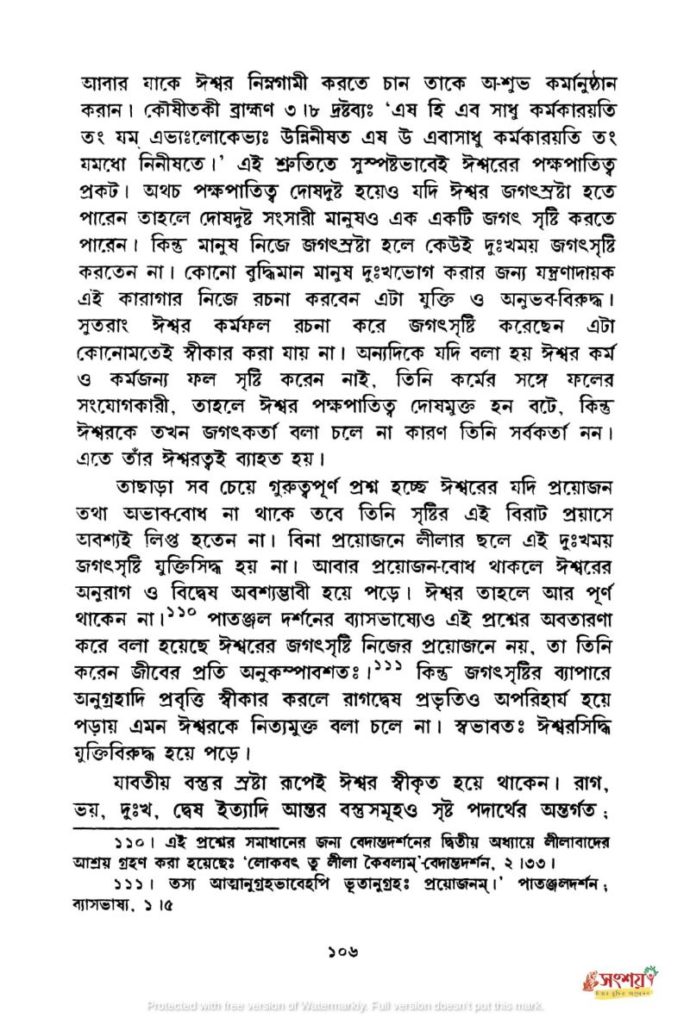 আবার যাকে ঈশ্বর নিম্নগামী করতে চান তাকে অ-শুভ কর্মানুষ্ঠান
করান। কৌষীতকী ব্রাহ্মণ ৩।৮ দ্রষ্টব্যঃ ‘এষ হি এব সাধু কর্মকারয়তি
তং যম্ এভ্যঃলোকেভ্যঃ উন্নিনীষত এষ উ এবাসাধু কর্মকারয়তি তং
যমধো নিনীষতে।’ এই শ্রুতিতে সুস্পষ্টভাবেই ঈশ্বরের পক্ষপাতিত্ব
প্রকট। অথচ পক্ষপাতিত্ব দোষদুষ্ট হয়েও যদি ঈশ্বর জগৎস্রষ্টা হতে
পারেন তাহলে দোষদুষ্ট সংসারী মানুষও এক একটি জগৎ সৃষ্টি করতে
পারেন। কিন্তু মানুষ নিজে জগৎস্রষ্টা হলে কেউই দুঃখময় জগৎসৃষ্টি
করতেন না। কোনো বুদ্ধিমান মানুষ দুঃখভোগ করার জন্য যন্ত্রণাদায়ক
এই কারাগার নিজে রচনা করবেন এটা যুক্তি ও অনুভব-বিরুদ্ধ।
সুতরাং ঈশ্বর কর্মফল রচনা করে জগৎসৃষ্টি করেছেন এটা
কোনোমতেই স্বীকার করা যায় না। অন্যদিকে যদি বলা হয় ঈশ্বর কর্ম
ও কর্মজন্য ফল সৃষ্টি করেন নাই, তিনি কর্মের সঙ্গে ফলের
সংযোগকারী, তাহলে ঈশ্বর পক্ষপাতিত্ব দোষমুক্ত হন বটে, কিন্তু
ঈশ্বরকে তখন জগৎকর্তা বলা চলে না কারণ তিনি সর্বকর্তা নন।
এতে তাঁর ঈশ্বরত্বই ব্যাহত হয়।
তাছাড়া সব চেয়ে গুরুত্বপূর্ণ প্রশ্ন হচ্ছে ঈশ্বরের যদি প্রয়োজন
তথা অভাব-বোধ না থাকে তবে তিনি সৃষ্টির এই বিরাট প্রয়াসে
অবশ্যই লিপ্ত হতেন না। বিনা প্রয়োজনে লীলার ছলে এই দুঃখময়
জগৎসৃষ্টি যুক্তিসিদ্ধ হয় না। আবার প্রয়োজন-বোধ থাকলে ঈশ্বরের
অনুরাগ ও বিদ্বেষ অবশ্যম্ভাবী হয়ে পড়ে। ঈশ্বর তাহলে আর পূর্ণ
থাকেন না।১১০ পাতঞ্জল দর্শনের ব্যাসভাষ্যেও এই প্রশ্নের অবতারণা
করে বলা হয়েছে ঈশ্বরের জগৎসৃষ্টি নিজের প্রয়োজনে নয়, তা তিনি
করেন জীবের প্রতি অনুকম্পাবশতঃ।১১১ কিন্তু জগৎসৃষ্টির ব্যাপারে
অনুগ্রহাদি প্রবৃত্তি স্বীকার করলে রাগদ্বেষ প্রভৃতিও অপরিহার্য হয়ে
পড়ায় এমন ঈশ্বরকে নিত্যমুক্ত বলা চলে না। স্বভাবতঃ ঈশ্বরসিদ্ধি
যুক্তিবিরুদ্ধ হয়ে পড়ে।
যাবতীয় বস্তুর স্রষ্টা রূপেই ঈশ্বর স্বীকৃত হয়ে থাকেন। রাগ,
ভয়, দুঃখ, দ্বেষ ইত্যাদি আন্তর বস্তুসমূহও সৃষ্ট পদার্থের অন্তর্গত;
১১০। এই প্রশ্নের সমাধানের জন্য বেদান্তদর্শনের দ্বিতীয় অধ্যায়ে লীলাবাদের
আশ্রয় গ্রহণ করা হয়েছেঃ ‘লোকবৎ তু লীলা কৈবল্যম্’-বেদান্তদর্শন, ২।৩৩।
১১১। তস্য আত্মানুগ্রহভাবেহপি ভূতানুগ্রহঃ প্রয়োজনম্।’ পাতঞ্জলদর্শন;
ব্যাসভাষ্য, ১।৫
১০৬
সংশয়
Protected with free version of Watermarkly. Full version doesn't put this mark.